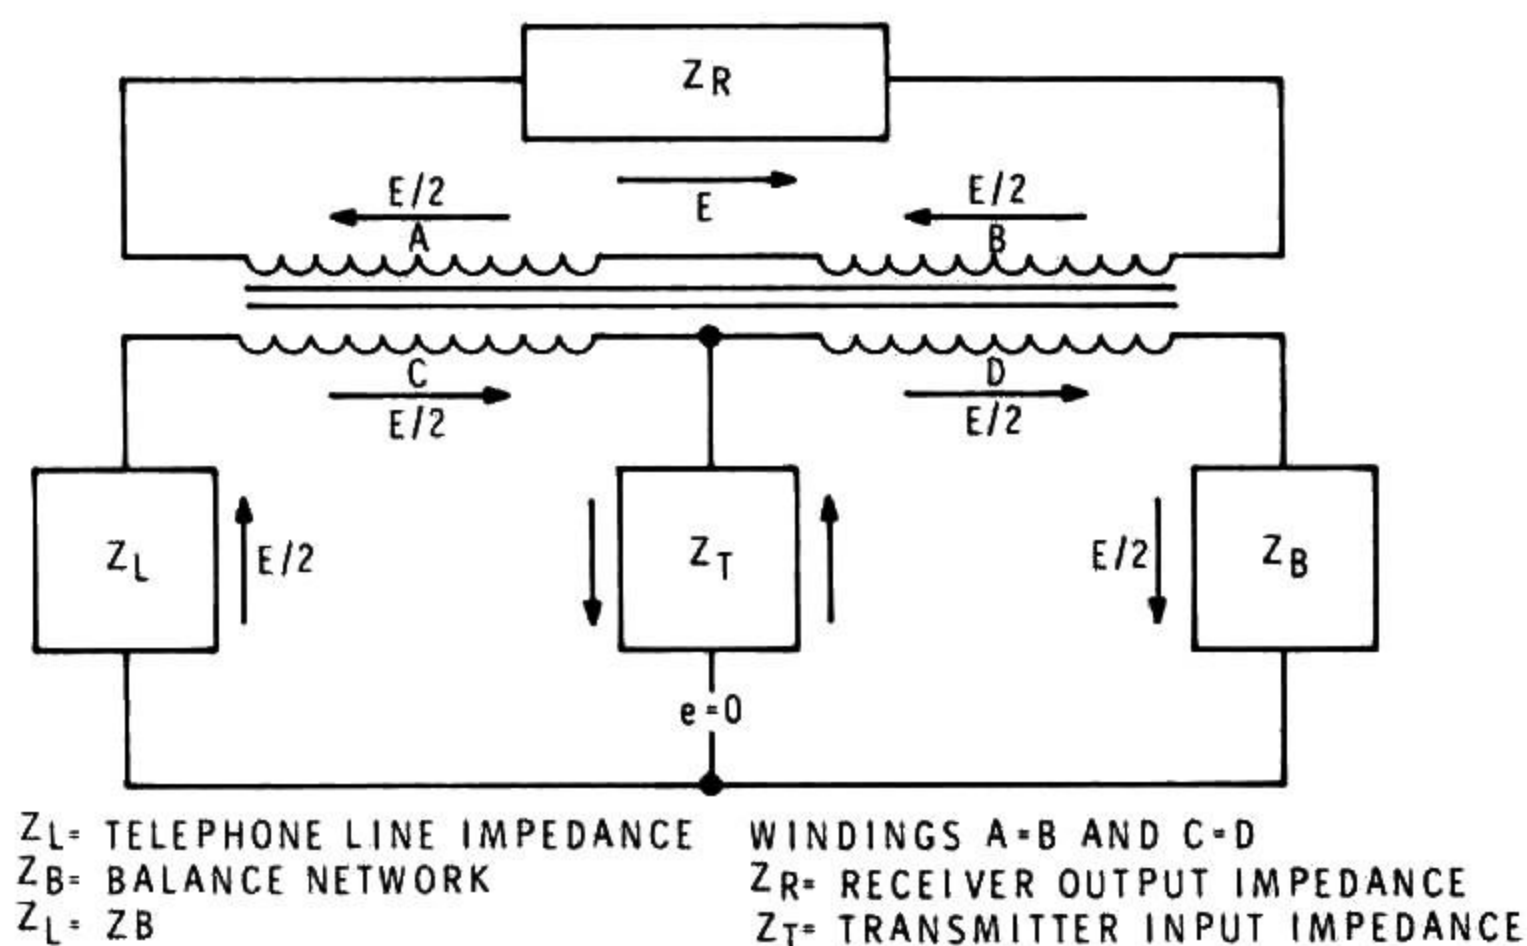 ZR
E/2
E
E/2
A
B
C
E/2
D
E/2
ZL
E/2
ZT
E/2
ZB
e=0
ZL= TELEPHONE LINE IMPEDANCE
ZB= BALANCE NETWORK
ZL= ZB
WINDINGS A=B AND C=D
ZR= RECEIVER OUTPUT IMPEDANCE
ZT= TRANSMITTER INPUT IMPEDANCE